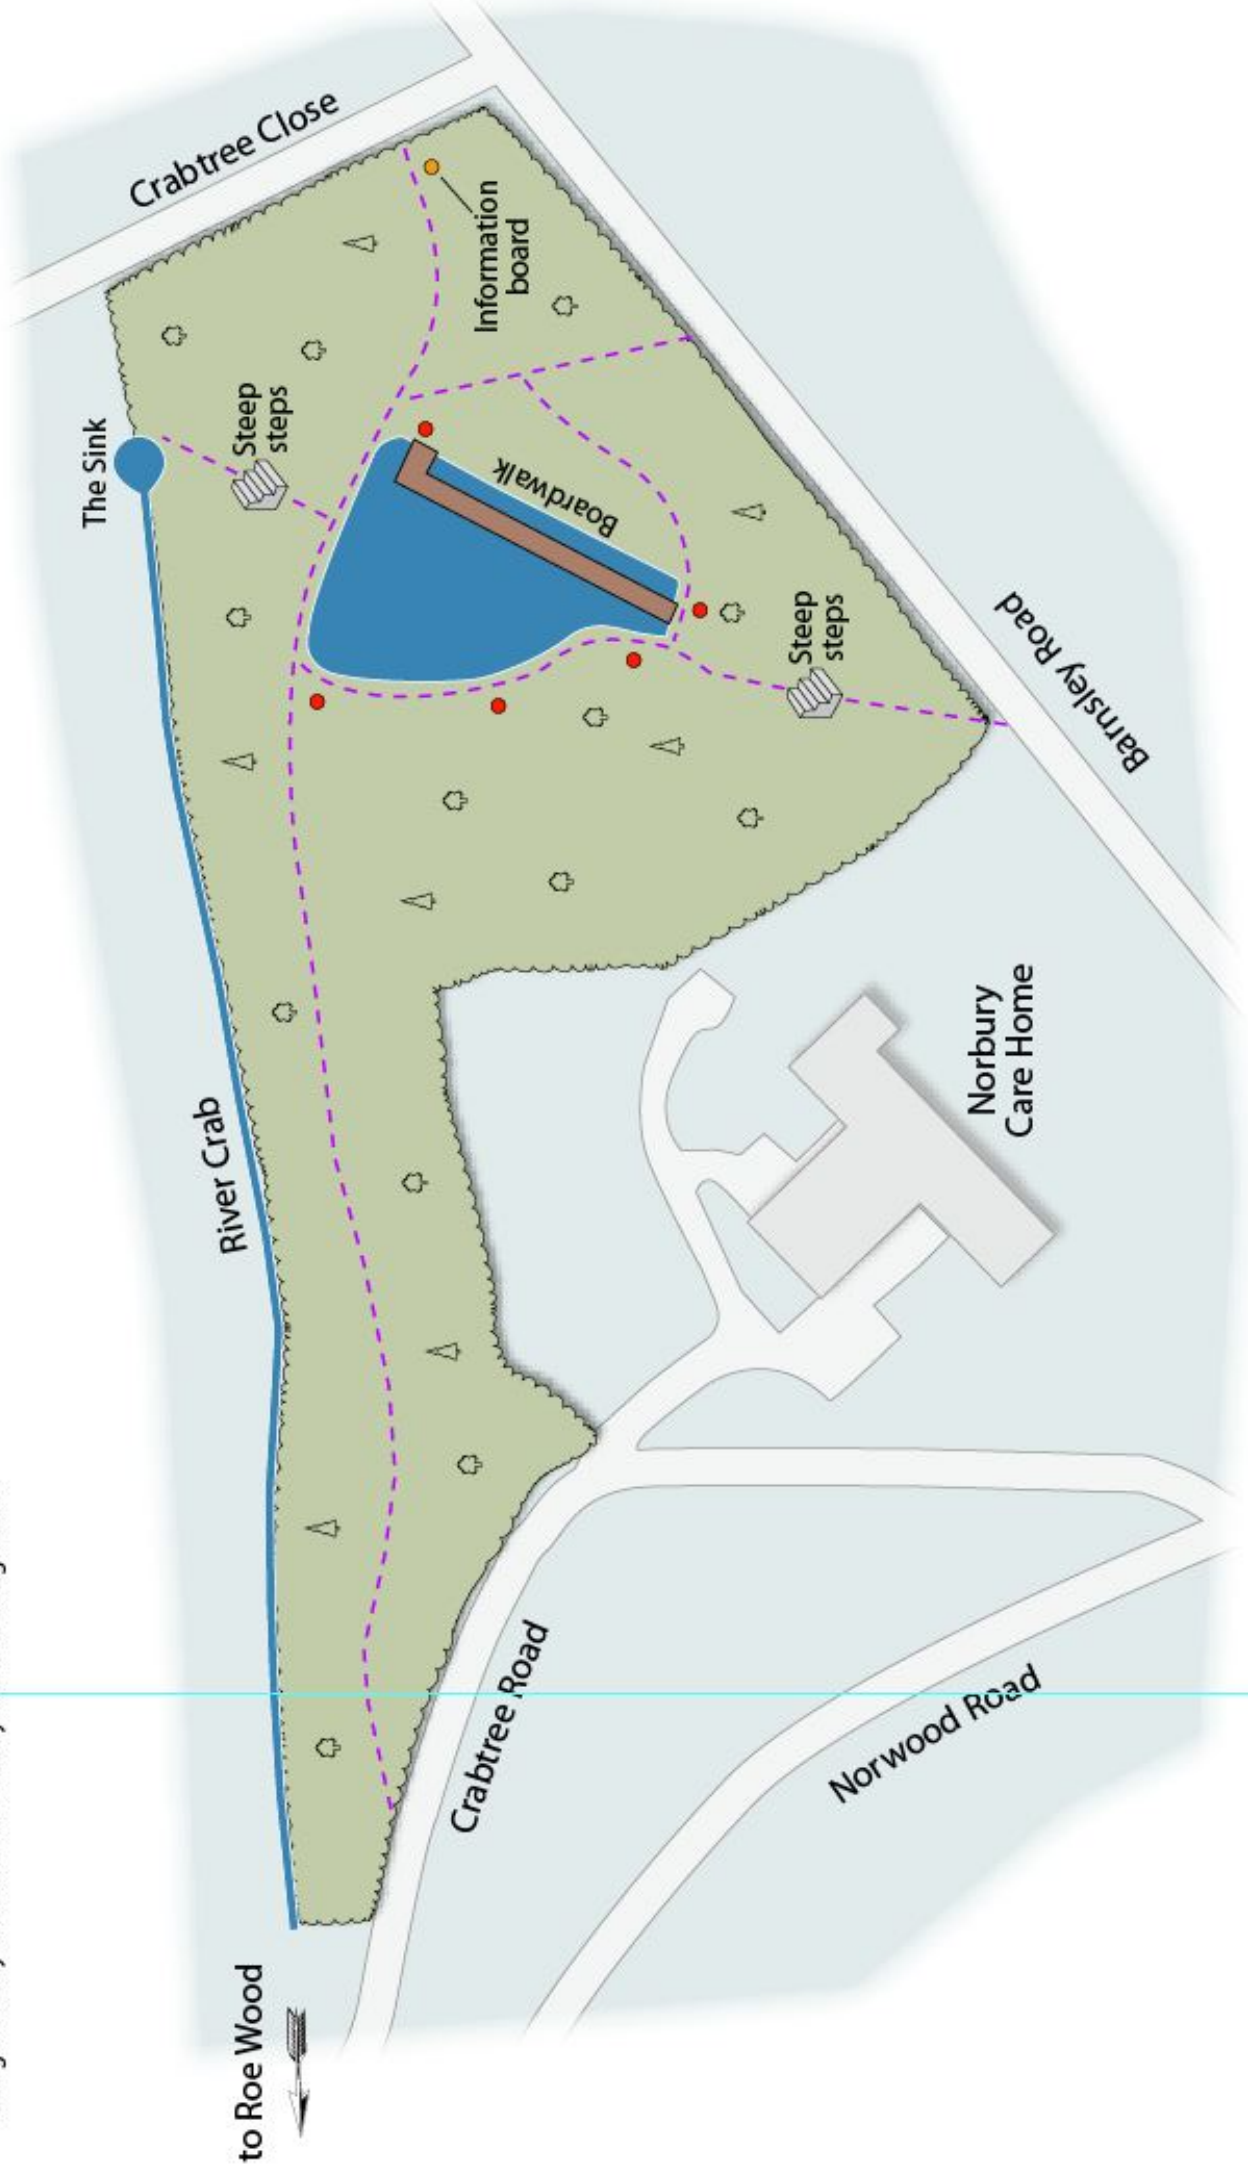 Crabtree Close
Information
board
Steep
steps
The Sink
Boardwalk
Steep
steps
Barnsley Road
River Crab
Norbury
Care Home
Crabtree Road
Norwood Road
to Roe Wood